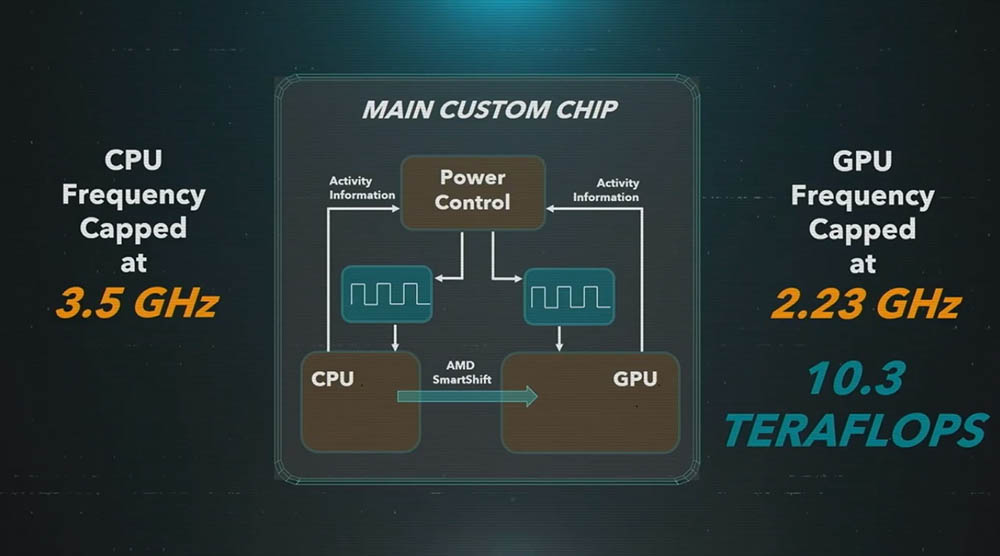 MAIN CUSTOM CHIP
CPU
Frequency
Capped
at
3.5 GHz
Activity
Information
Power
Control
Activity
Information
CPU
AMD
SmartShift
GPU
GPU
Frequency
Capped
at
2.23 GHz
10.3
TERAFLOPS